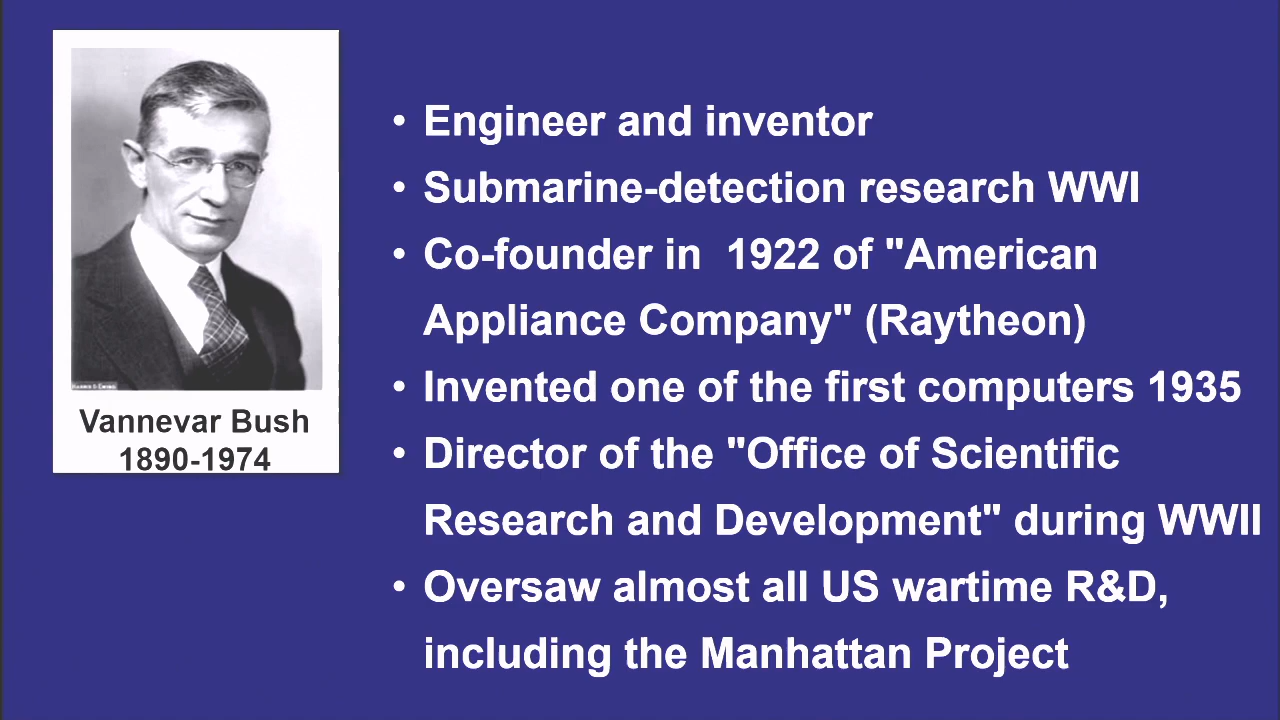 HARRIS & EWING
Vannevar Bush
1890-1974
• Engineer and inventor
• Submarine-detection research WWI
• Co-founder in  1922 of "American
Appliance Company" (Raytheon)
• Invented one of the first computers 1935
• Director of the "Office of Scientific
Research and Development" during WWII
• Oversaw almost all US wartime R&D,
including the Manhattan Project